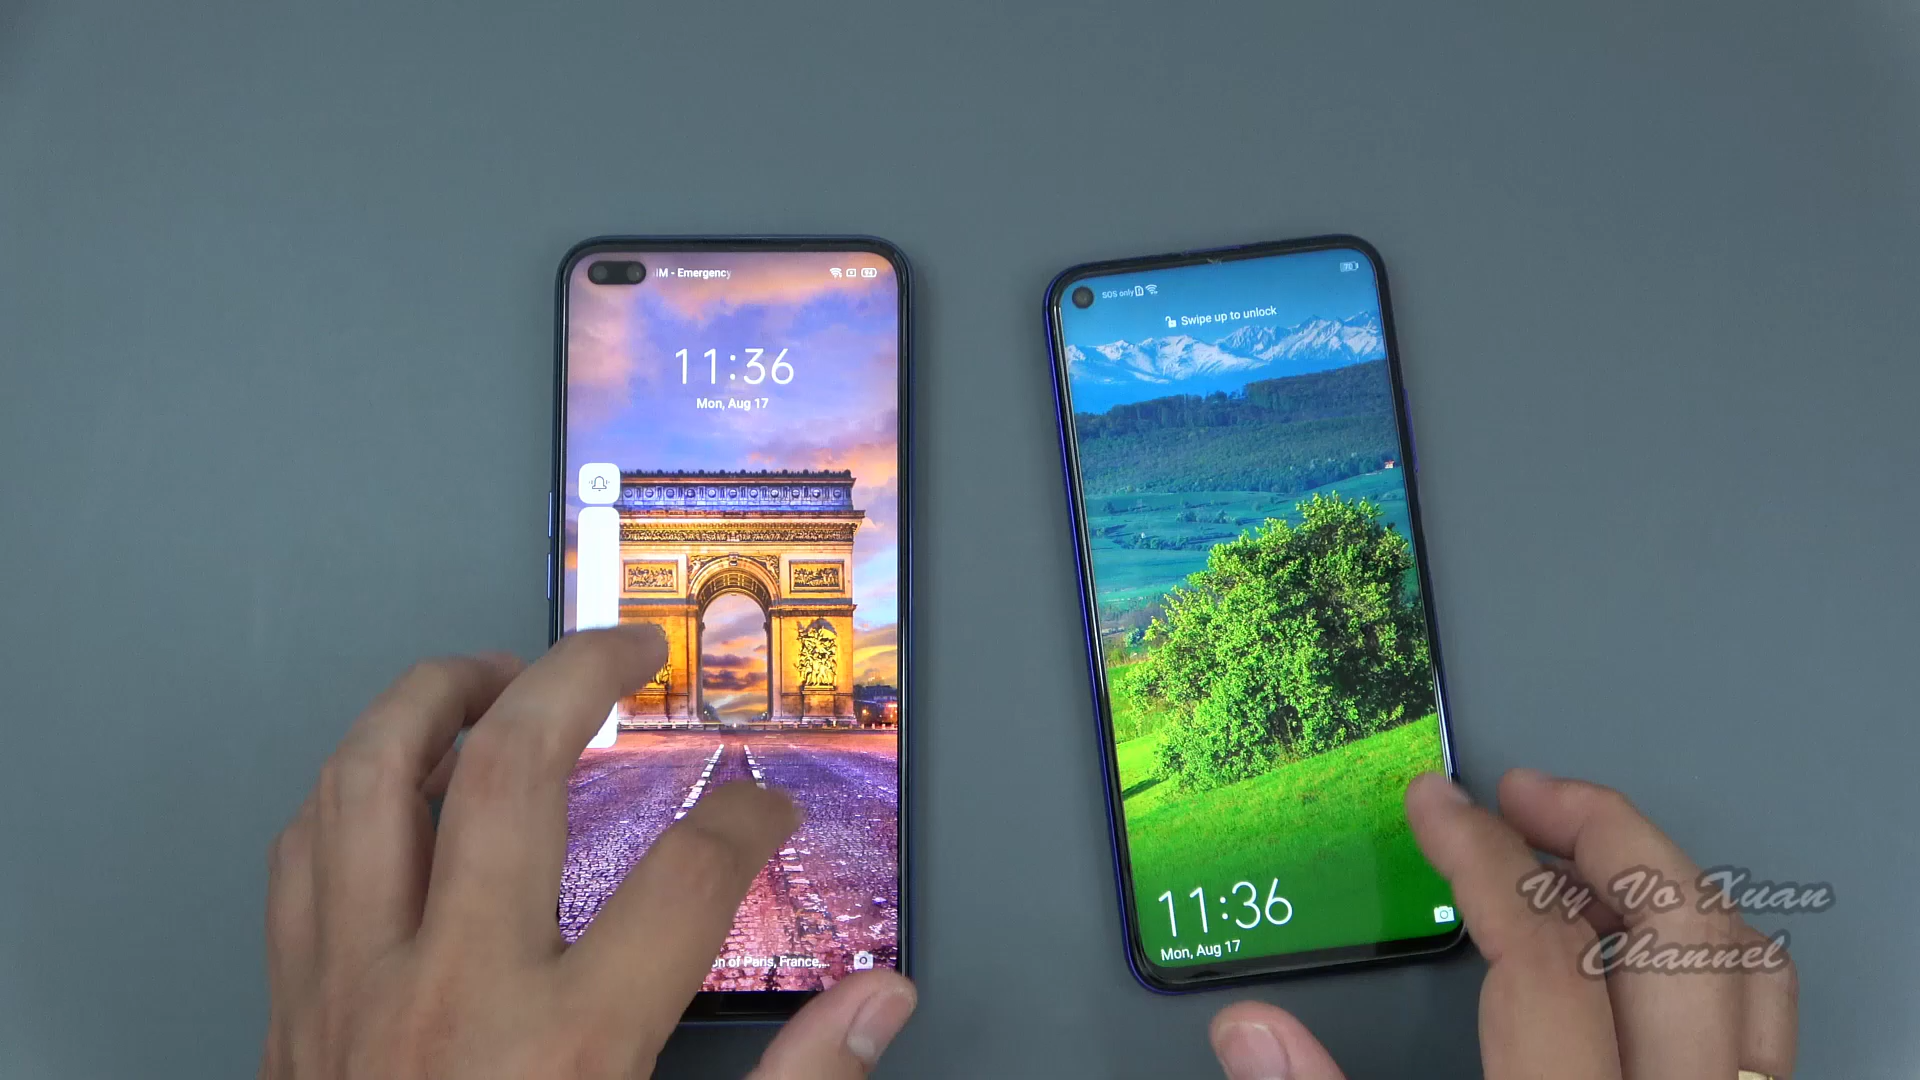 IM - Emergency
11:36
Mon, Aug 17
on of Paris, France,...
SOS only
Swipe up to unlock
11:36
Mon, Aug 17
Vy Vo Xuan
Channel